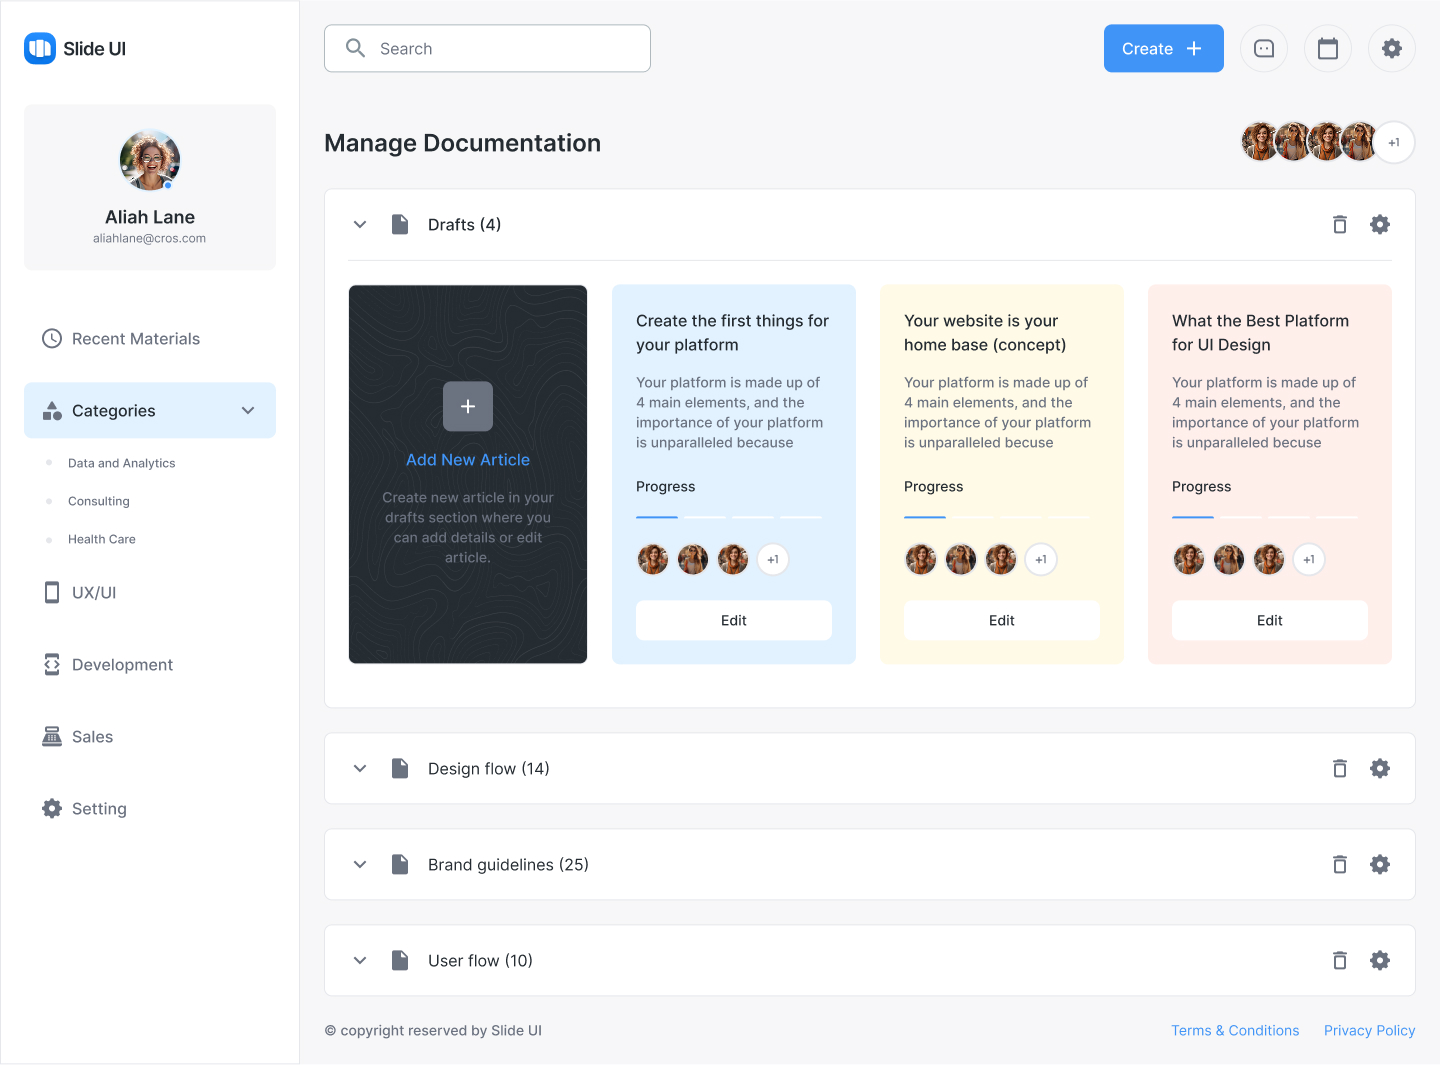 Slide UI
Aliah Lane
aliahlane@cros.com
Recent Materials
Categories
Data and Analytics
Consulting
Health Care
UX/UI
Development
Sales
Setting
Search
Create
Manage Documentation
+1
Drafts (4)
Add New Article
Create new article in your
drafts section where you
can add details or edit
article.
Create the first things for
your platform
Your platform is made up of
4 main elements, and the
importance of your platform
is unparalleled because
Progress
+1
Edit
Your website is your
home base (concept)
Your platform is made up of
4 main elements, and the
importance of your platform
is unparalleled becuse
Progress
+1
Edit
What the Best Platform
for UI Design
Your platform is made up of
4 main elements, and the
importance of your platform
is unparalleled becuse
Progress
+1
Edit
Design flow (14)
Brand guidelines (25)
User flow (10)
© copyright reserved by Slide UI
Terms & Conditions
Privacy Policy